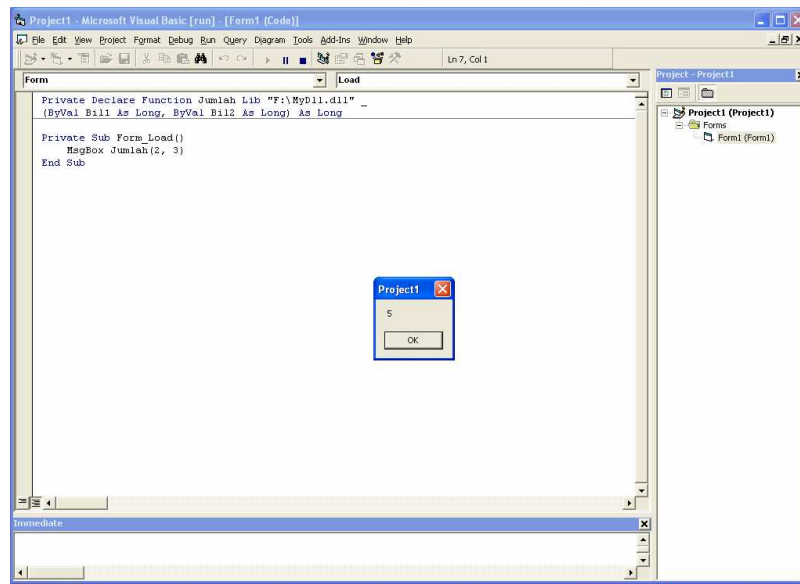 Project1 - Microsoft Visual Basic [run] - [Form1 (Code)]
File Edit View Project Format Debug Run Query Diagram Tools Add-Ins Window Help
Ln 7, Col 1
Form
Load
Private Declare Function Jumlah Lib "F:\MyDll.dll" _
(ByVal Bil1 As Long, ByVal Bil2 As Long) As Long
Private Sub Form_Load()
MsgBox Jumlah(2, 3)
End Sub
Project1
5
OK
Project - Project1
Project1 (Project1)
Forms
Form1 (Form1)
Immediate